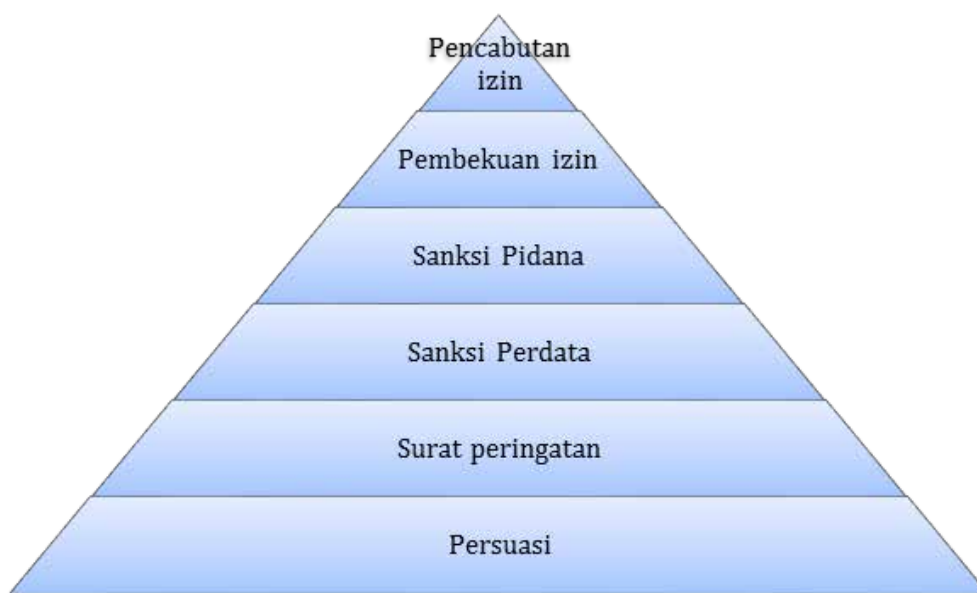 Pencabutan
izin
Pembekuan izin
Sanksi Pidana
Sanksi Perdata
Surat peringatan
Persuasi